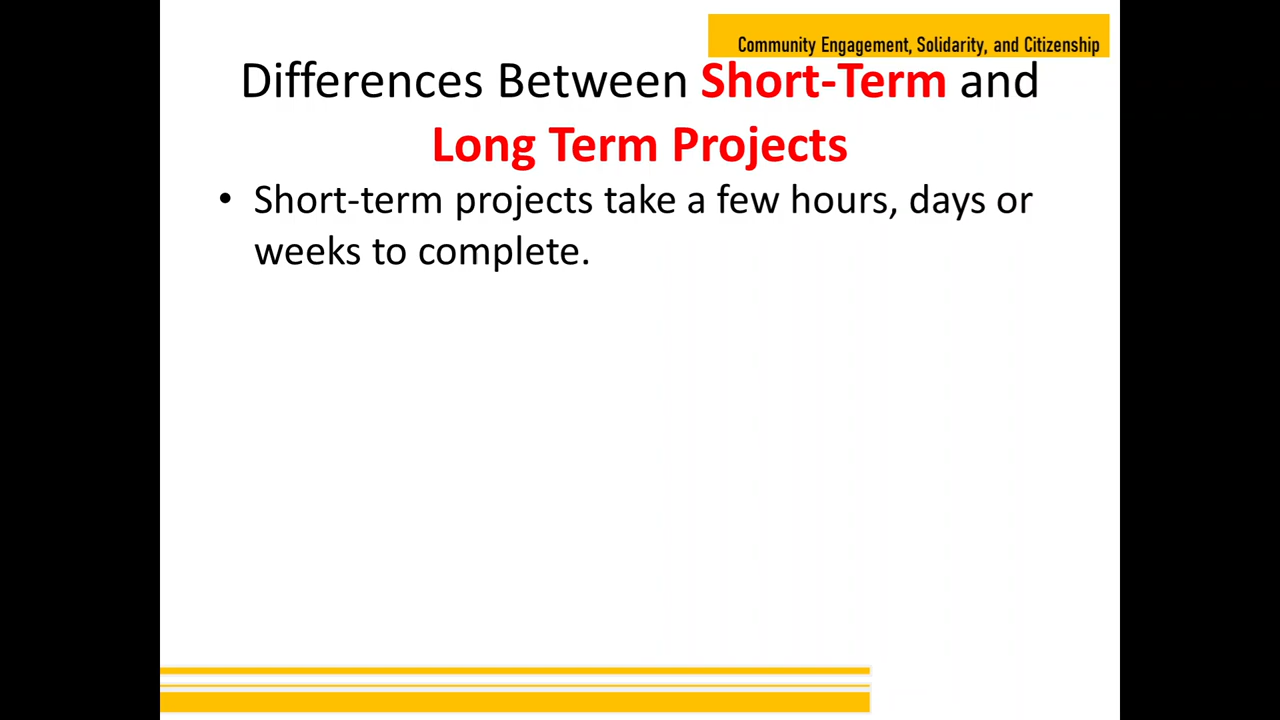 Community Engagement, Solidarity, and Citizenship
Differences Between Short-Term and
Long Term Projects
• Short-term projects take a few hours, days or
weeks to complete.